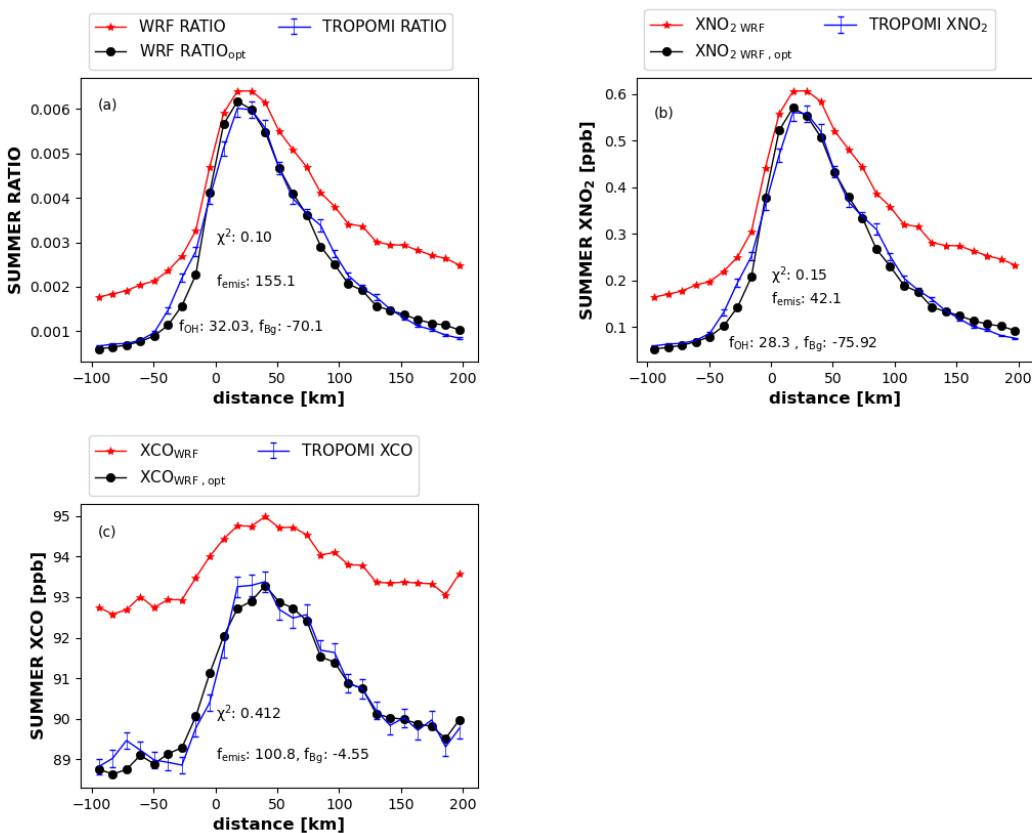 WRF RATIO
TROPOMI RATIO
WRF RATIOopt
(a)
SUMMER RATIO
0.006
0.005
0.004
0.003
0.002
0.001
χ²: 0.10
femis: 155.1
fOH: 32.03, fBg: -70.1
−100 −50 0 50 100 150 200
distance [km]
XNO2 WRF
TROPOMI XNO2
XNO2 WRF , opt
(b)
SUMMER XNO2 [ppb]
0.6
0.5
0.4
0.3
0.2
0.1
χ²: 0.15
femis: 42.1
fOH: 28.3 , fBg: -75.92
−100 −50 0 50 100 150 200
distance [km]
XCOWRF
TROPOMI XCO
XCOWRF , opt
(c)
SUMMER XCO [ppb]
95
94
93
92
91
90
89
χ²: 0.412
femis: 100.8, fBg: -4.55
−100 −50 0 50 100 150 200
distance [km]